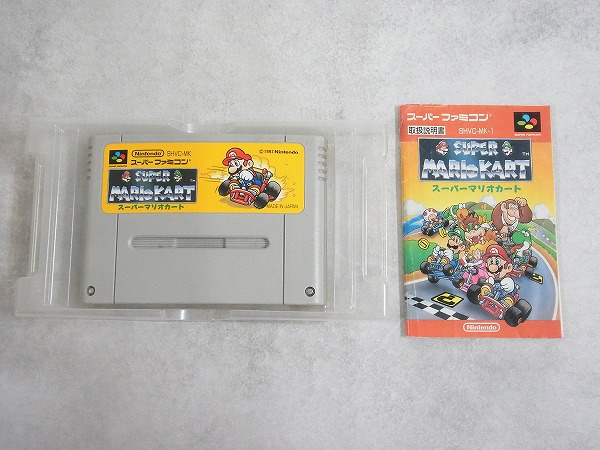 Nintendo SHVC-MK
スーパーファミコン
©1992 Nintendo
SUPER
MARIO KART
スーパーマリオカート
MADE IN JAPAN
スーパーファミコン
取扱説明書 SHVC-MK-1
SUPER FAMICOM
SUPER
MARIO KART
TM
スーパーマリオカート
Nintendo